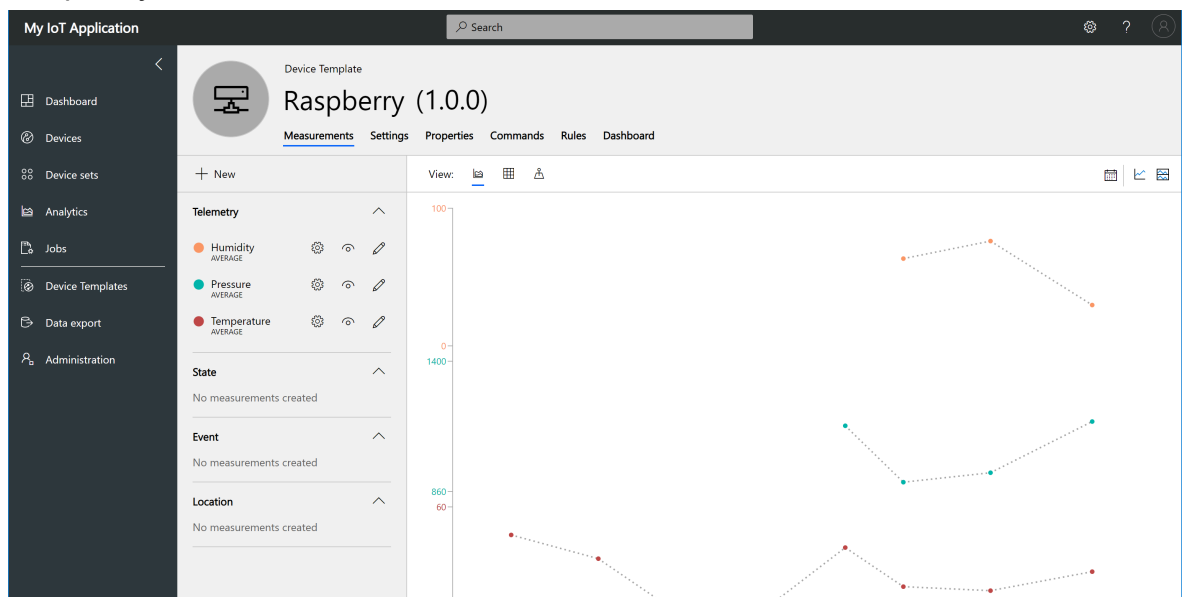 My IoT Application
Search
?
Dashboard
Devices
Device sets
Analytics
Jobs
Device Templates
Data export
Administration
Device Template
Raspberry (1.0.0)
Measurements Settings Properties Commands Rules Dashboard
New
View:
Telemetry
Humidity
AVERAGE
Pressure
AVERAGE
Temperature
AVERAGE
State
No measurements created
Event
No measurements created
Location
No measurements created
100
0
1400
860
60